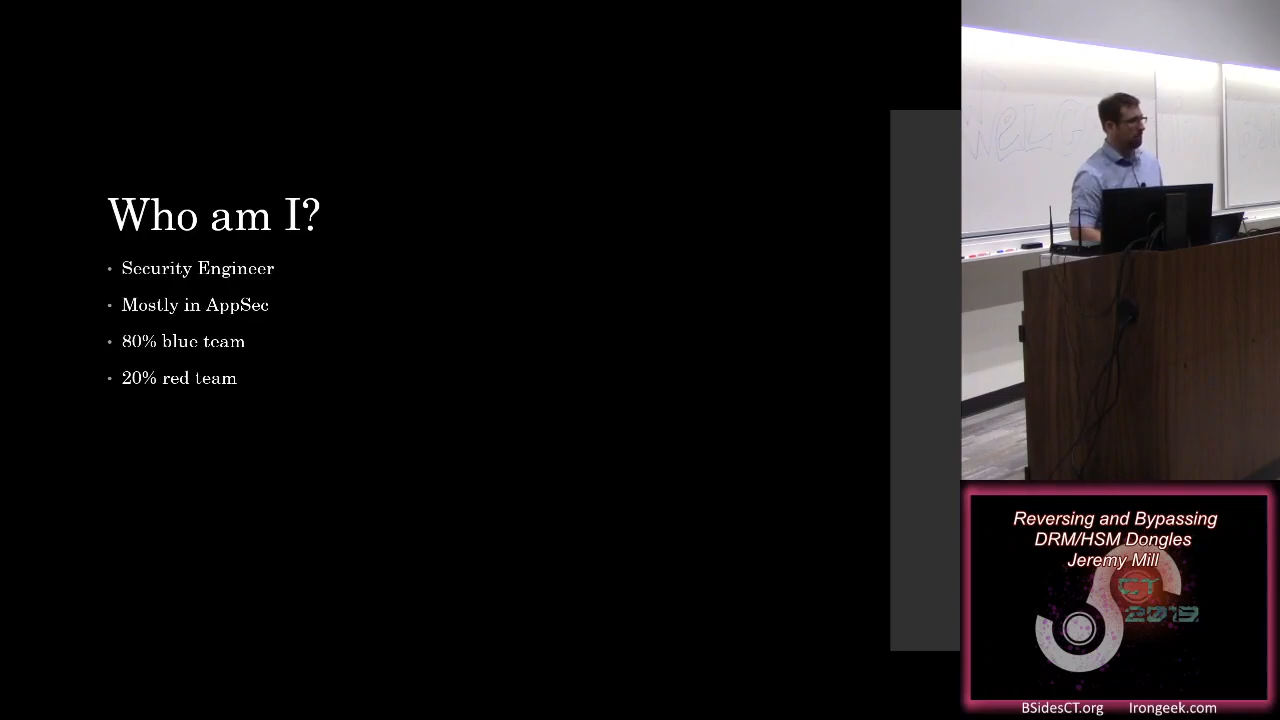 Who am I?
Security Engineer
Mostly in AppSec
80% blue team
20% red team
Reversing and Bypassing
DRM/HSM Dongles
Jeremy Mill
CT
2019
BSidesCT.org Irongeek.com